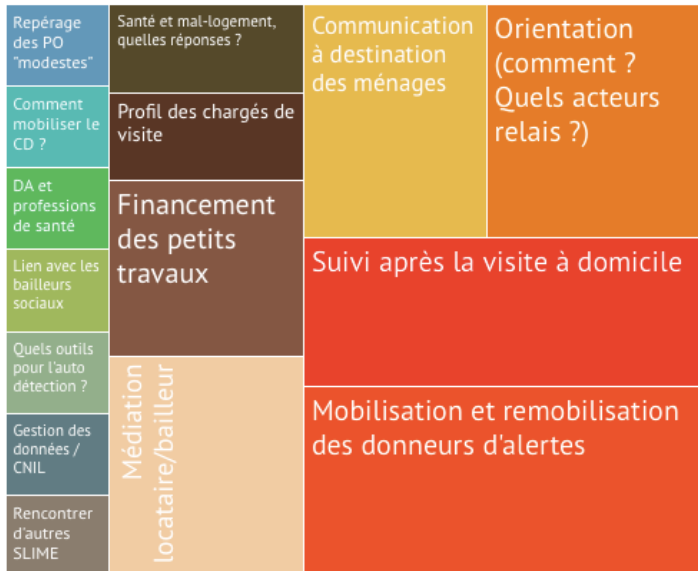 Repérage
des PO
"modestes"
Comment
mobiliser le
CD ?
DA et
professions
de santé
Lien avec les
bailleurs
sociaux
Quels outils
pour l'auto
détection ?
Gestion des
données /
CNIL
Rencontrer
d'autres
SLIME
Santé et mal-logement,
quelles réponses ?
Profil des chargés de
visite
Financement
des petits
travaux
Médiation
locataire/bailleur
Communication
à destination
des ménages
Orientation
(comment ?
Quels acteurs
relais ?)
Suivi après la visite à domicile
Mobilisation et remobilisation
des donneurs d'alertes